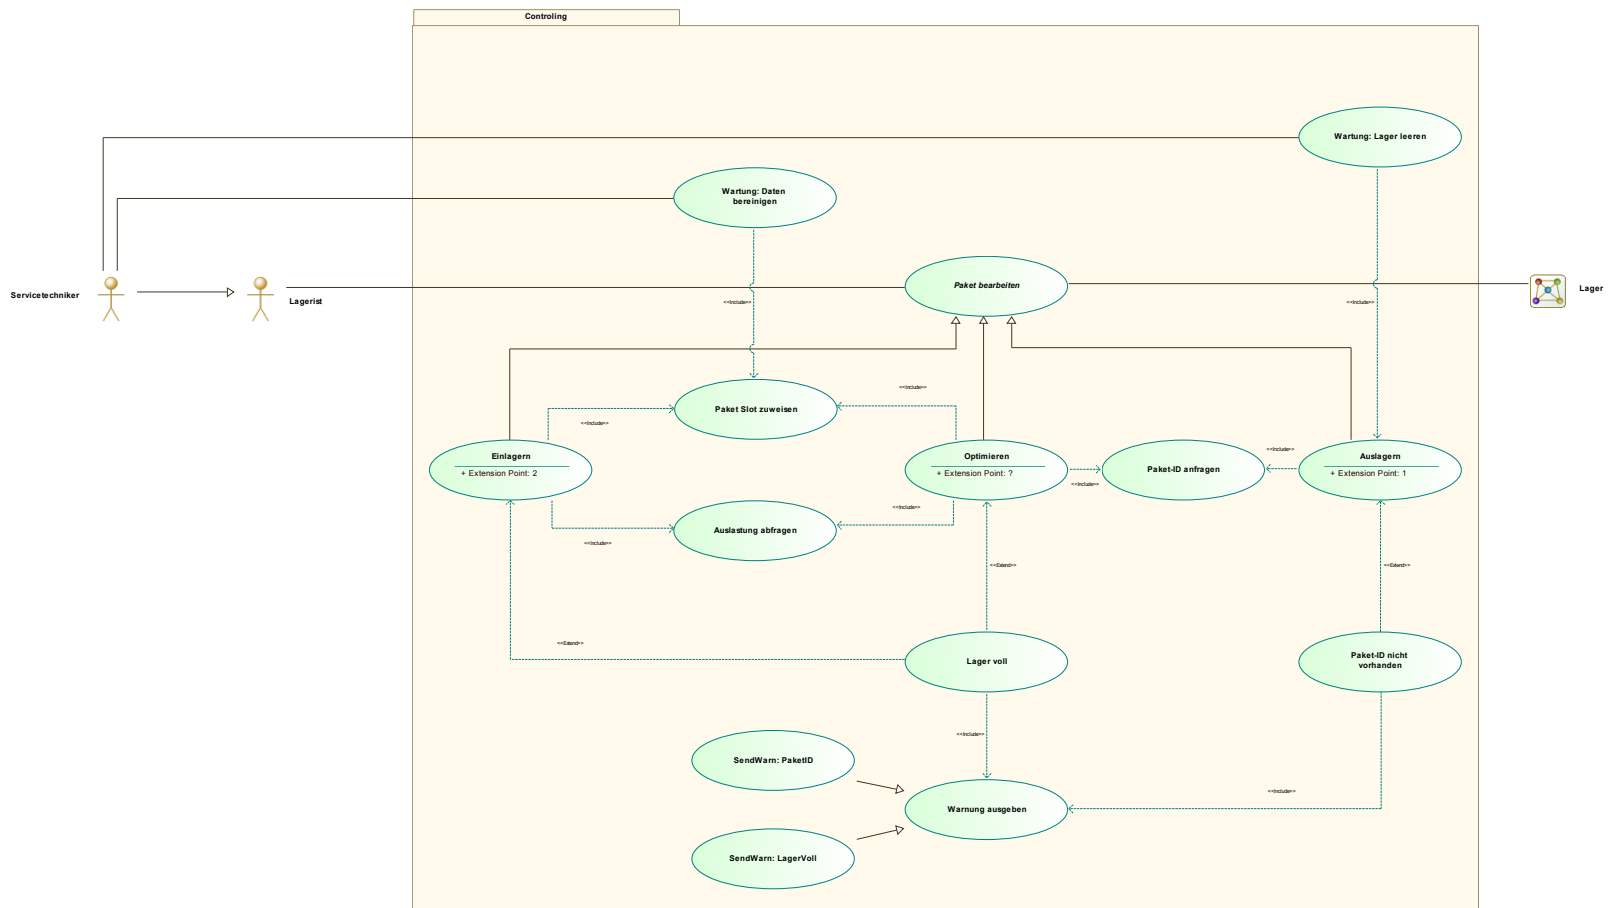 Controling
Wartung: Lager leeren
Wartung: Daten
bereinigen
Servicetechniker
Lagerist
Paket bearbeiten
Lager
<<Include>>
<<Include>>
Paket Slot zuweisen
<<Include>>
<<Include>>
Einlagern
+ Extension Point: 2
Optimieren
+ Extension Point: ?
Paket-ID anfragen
<<Include>>
<<Include>>
Auslagern
+ Extension Point: 1
Auslastung abfragen
<<Include>>
<<Include>>
<<Extend>>
<<Extend>>
<<Extend>>
Lager voll
Paket-ID nicht
vorhanden
<<Include>>
SendWarn: PaketID
Warnung ausgeben
<<Include>>
SendWarn: LagerVoll